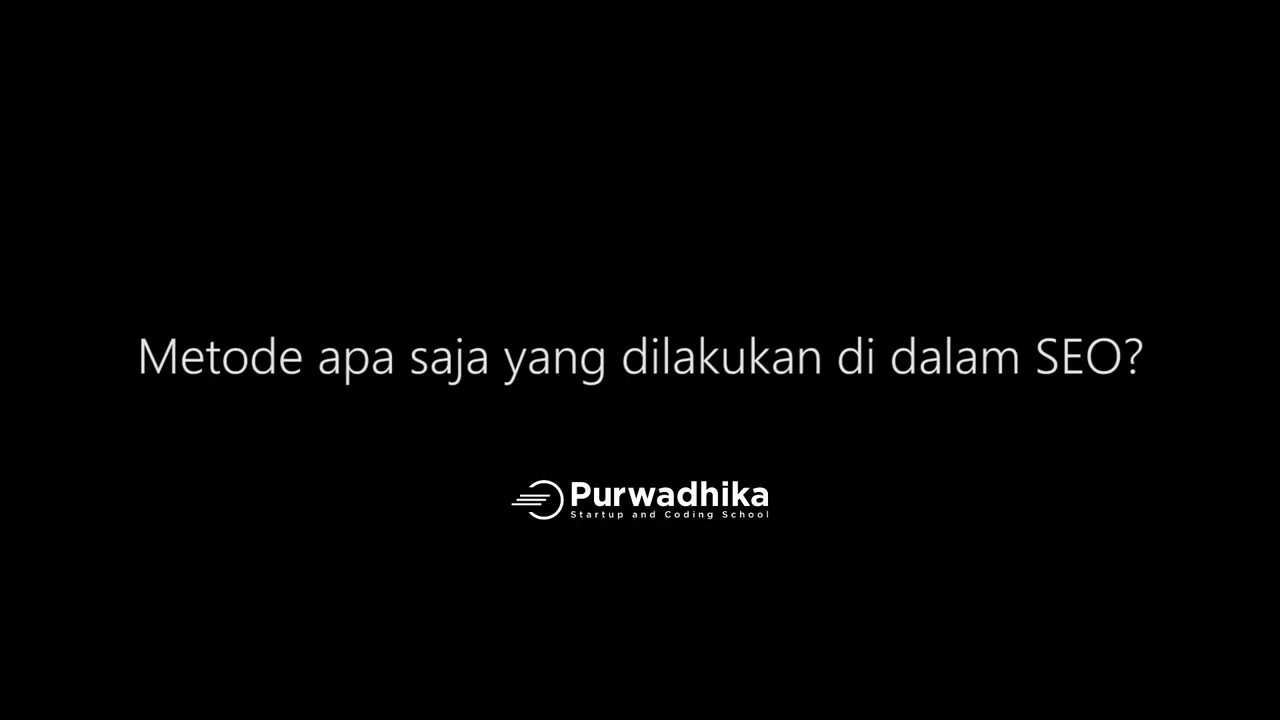 Metode apa saja yang dilakukan di dalam SEO?
Purwadhika
Startup and Coding School